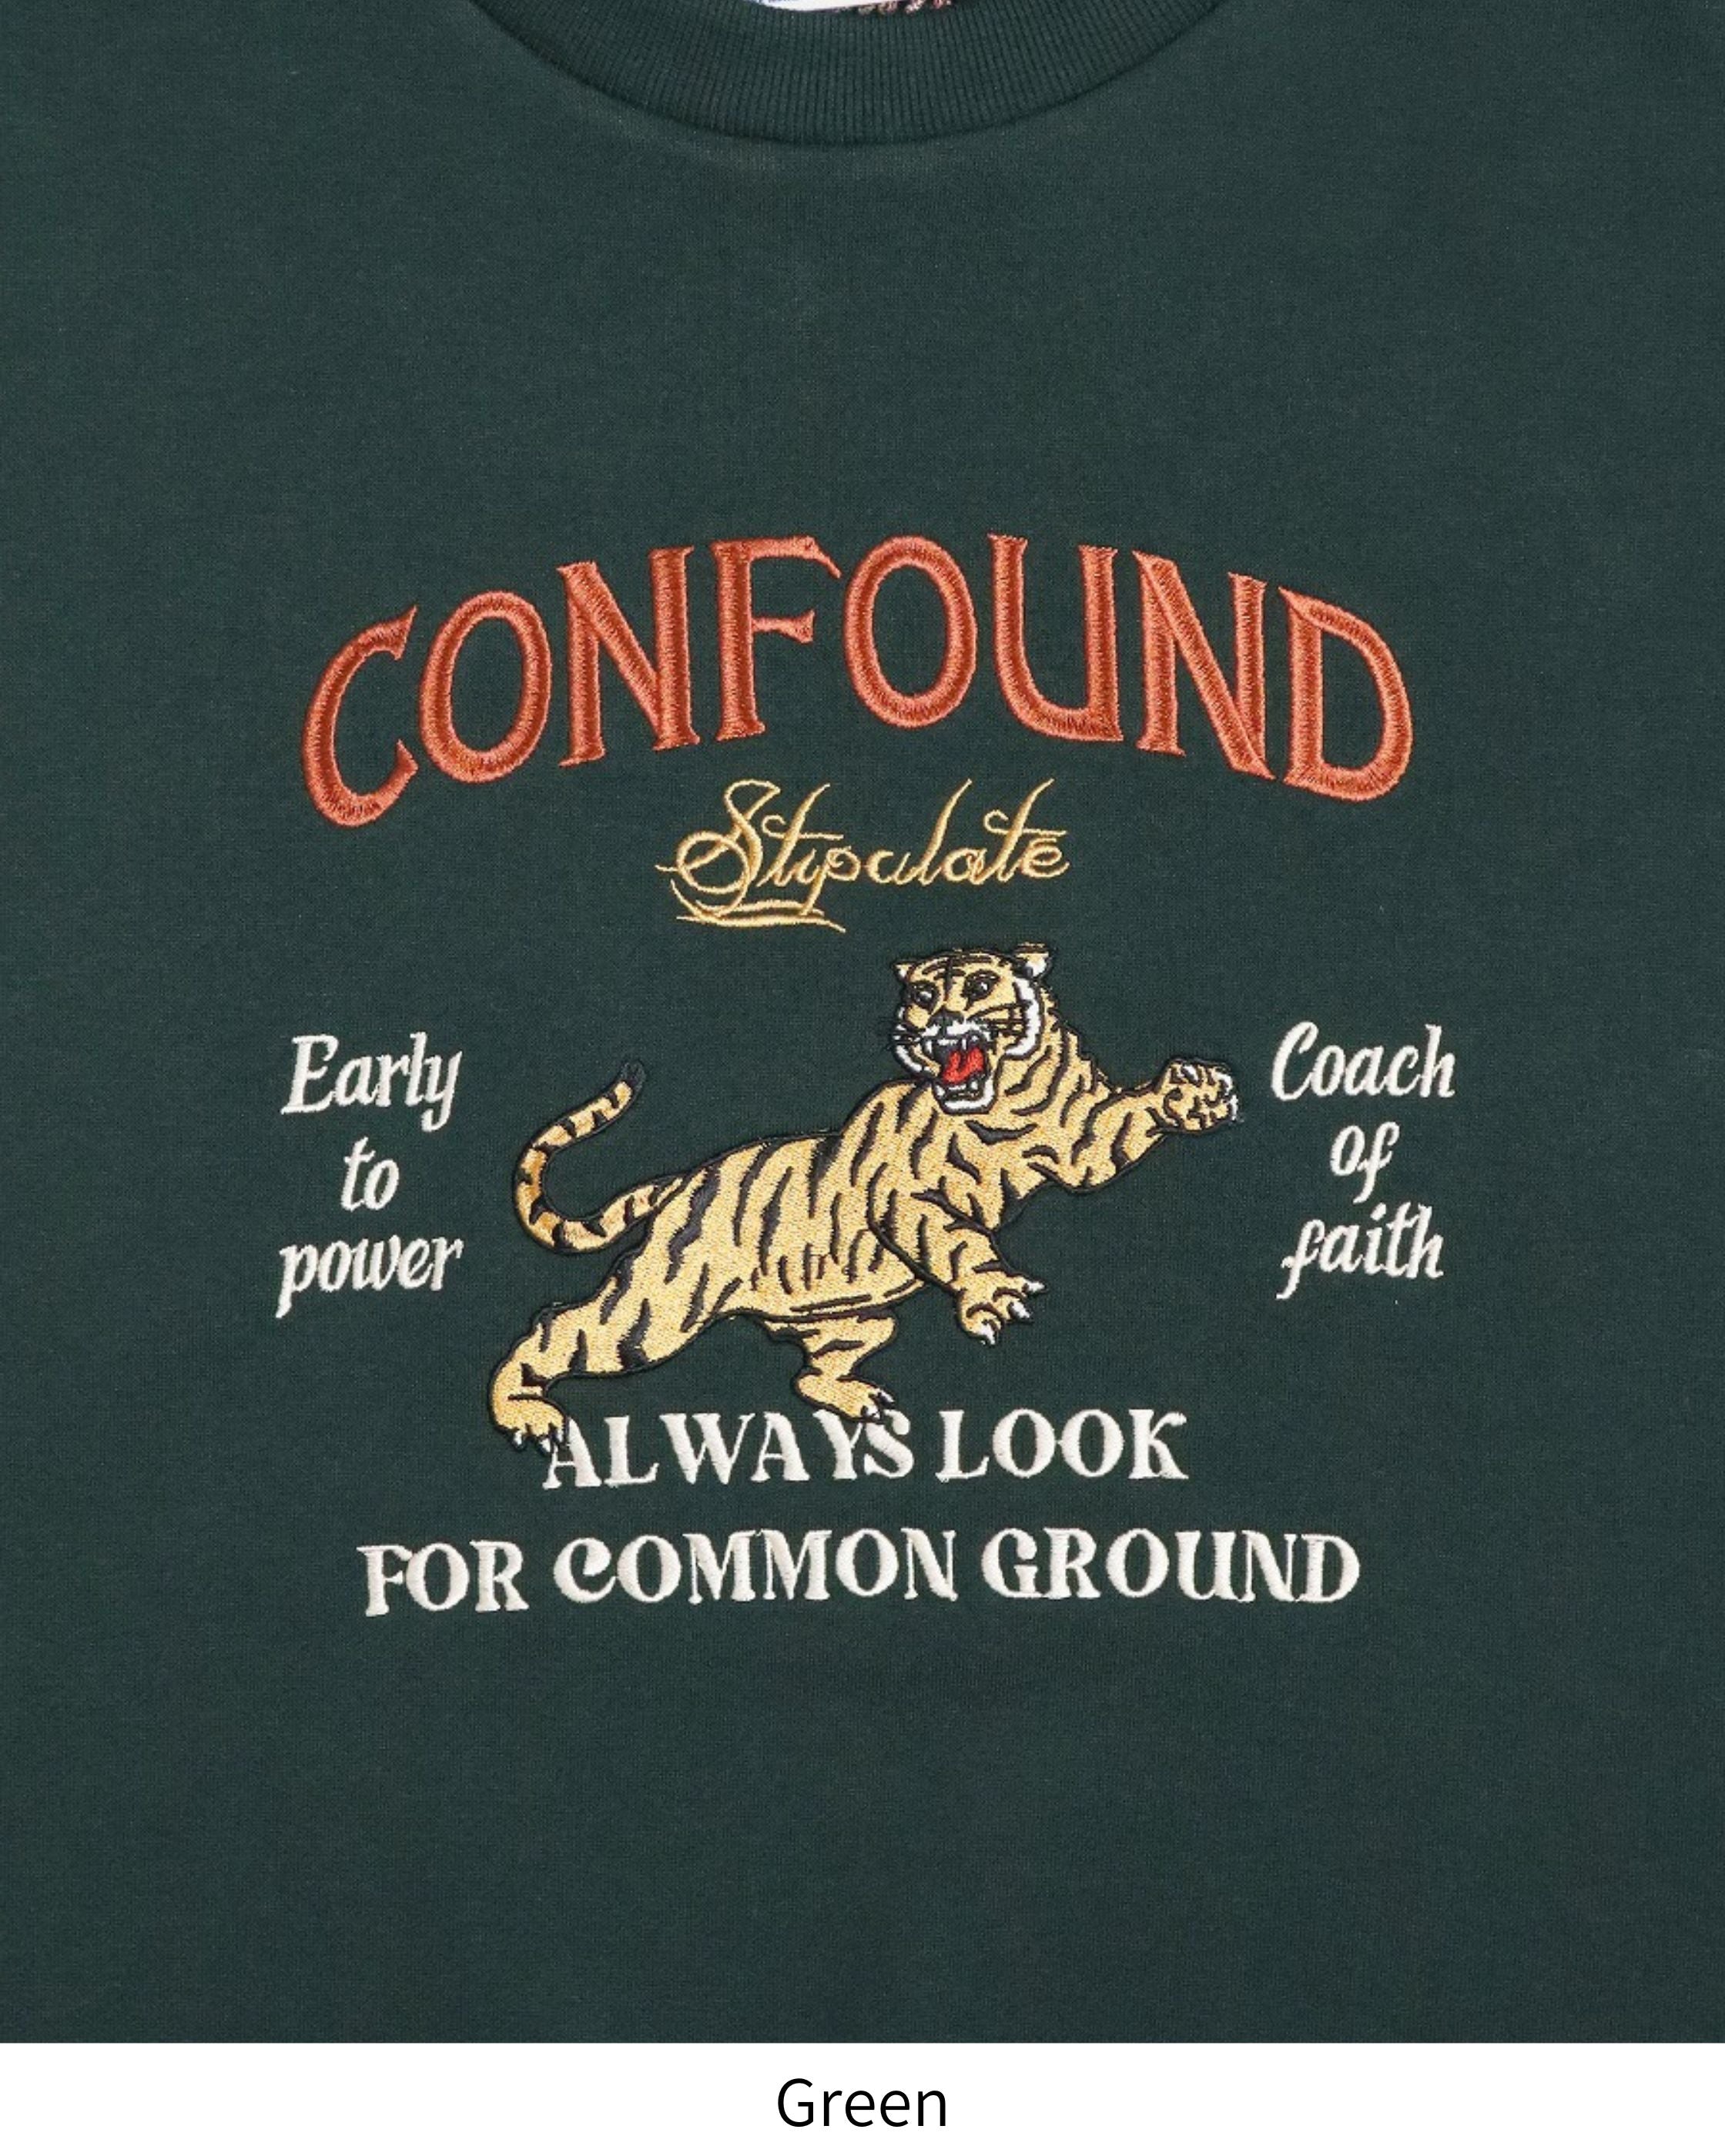 CONFOUND
Stipulate
Early
to
power
Coach
of
faith
ALWAYS LOOK
FOR COMMON GROUND
Green